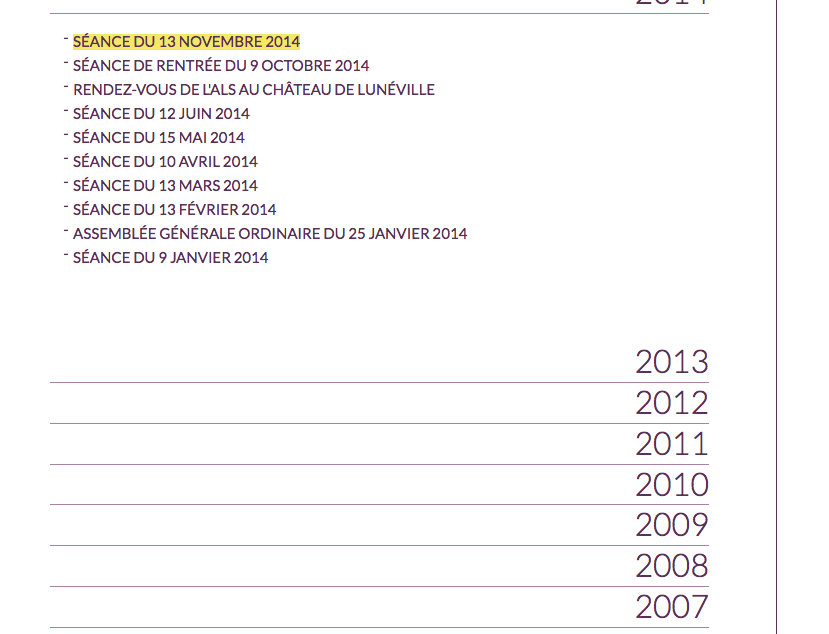 2014
- SÉANCE DU 13 NOVEMBRE 2014
- SÉANCE DE RENTRÉE DU 9 OCTOBRE 2014
- RENDEZ-VOUS DE L'ALS AU CHÂTEAU DE LUNÉVILLE
- SÉANCE DU 12 JUIN 2014
- SÉANCE DU 15 MAI 2014
- SÉANCE DU 10 AVRIL 2014
- SÉANCE DU 13 MARS 2014
- SÉANCE DU 13 FÉVRIER 2014
- ASSEMBLÉE GÉNÉRALE ORDINAIRE DU 25 JANVIER 2014
- SÉANCE DU 9 JANVIER 2014
2013
2012
2011
2010
2009
2008
2007